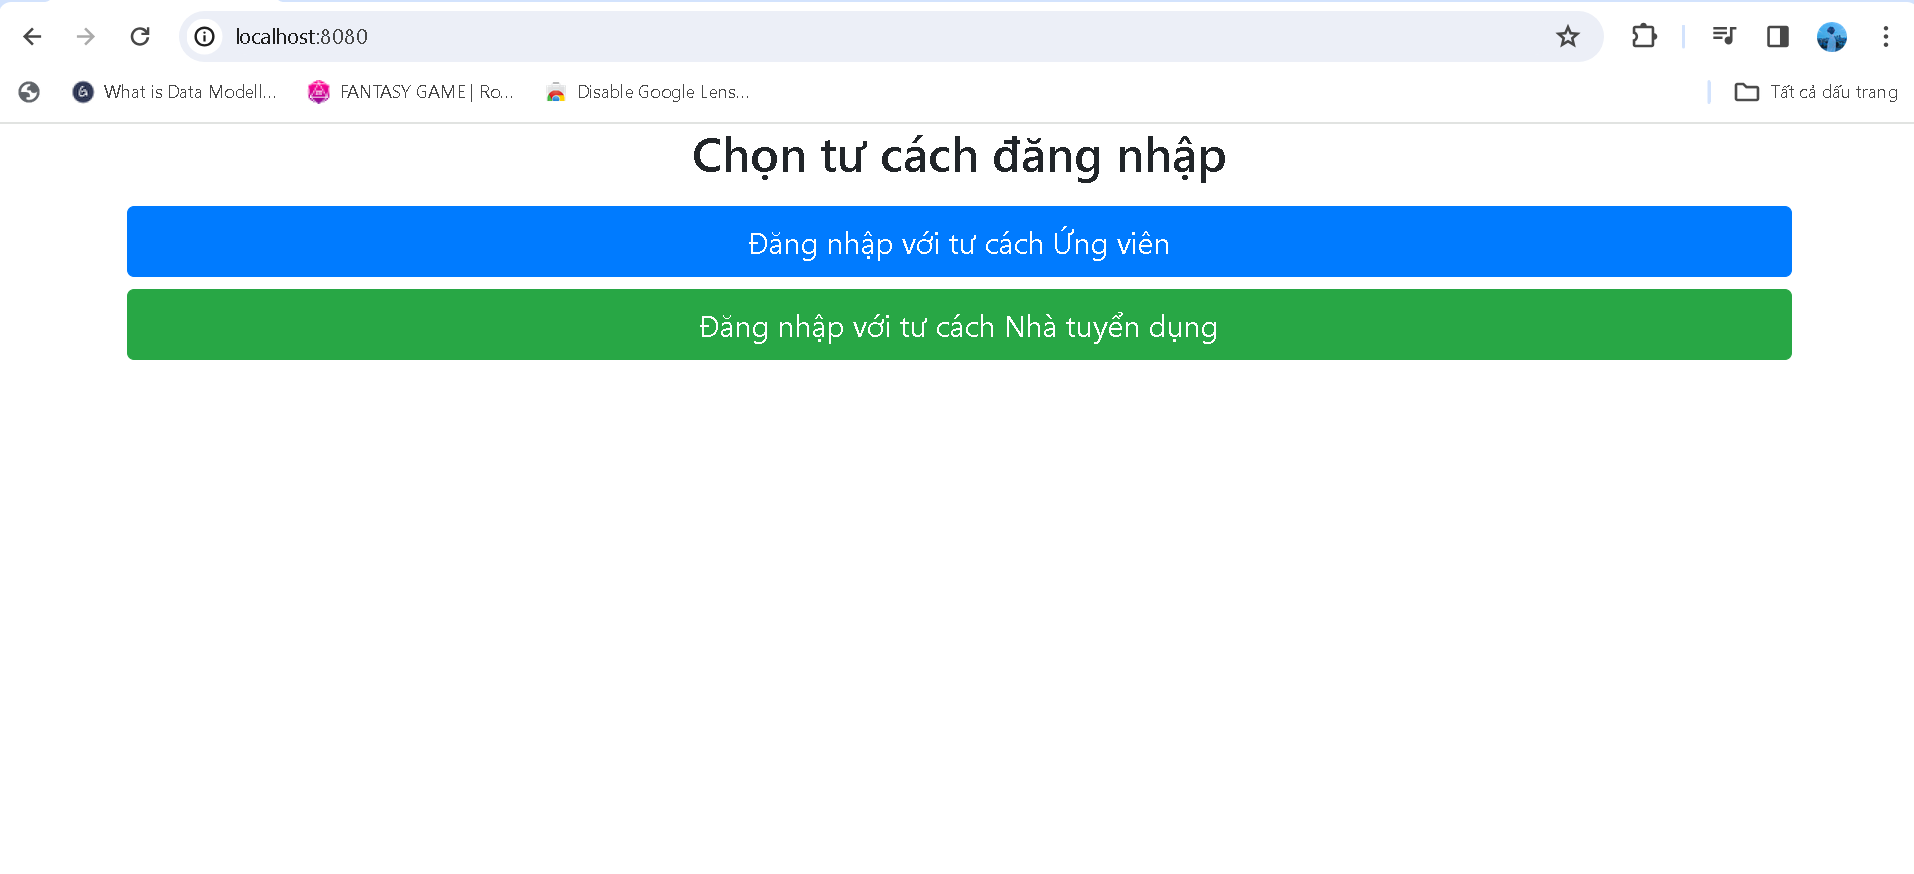 localhost:8080
What is Data Modell...
FANTASY GAME | Ro...
Disable Google Lens...
Tất cả dấu trang
Chọn tư cách đăng nhập
Đăng nhập với tư cách Ứng viên
Đăng nhập với tư cách Nhà tuyển dụng